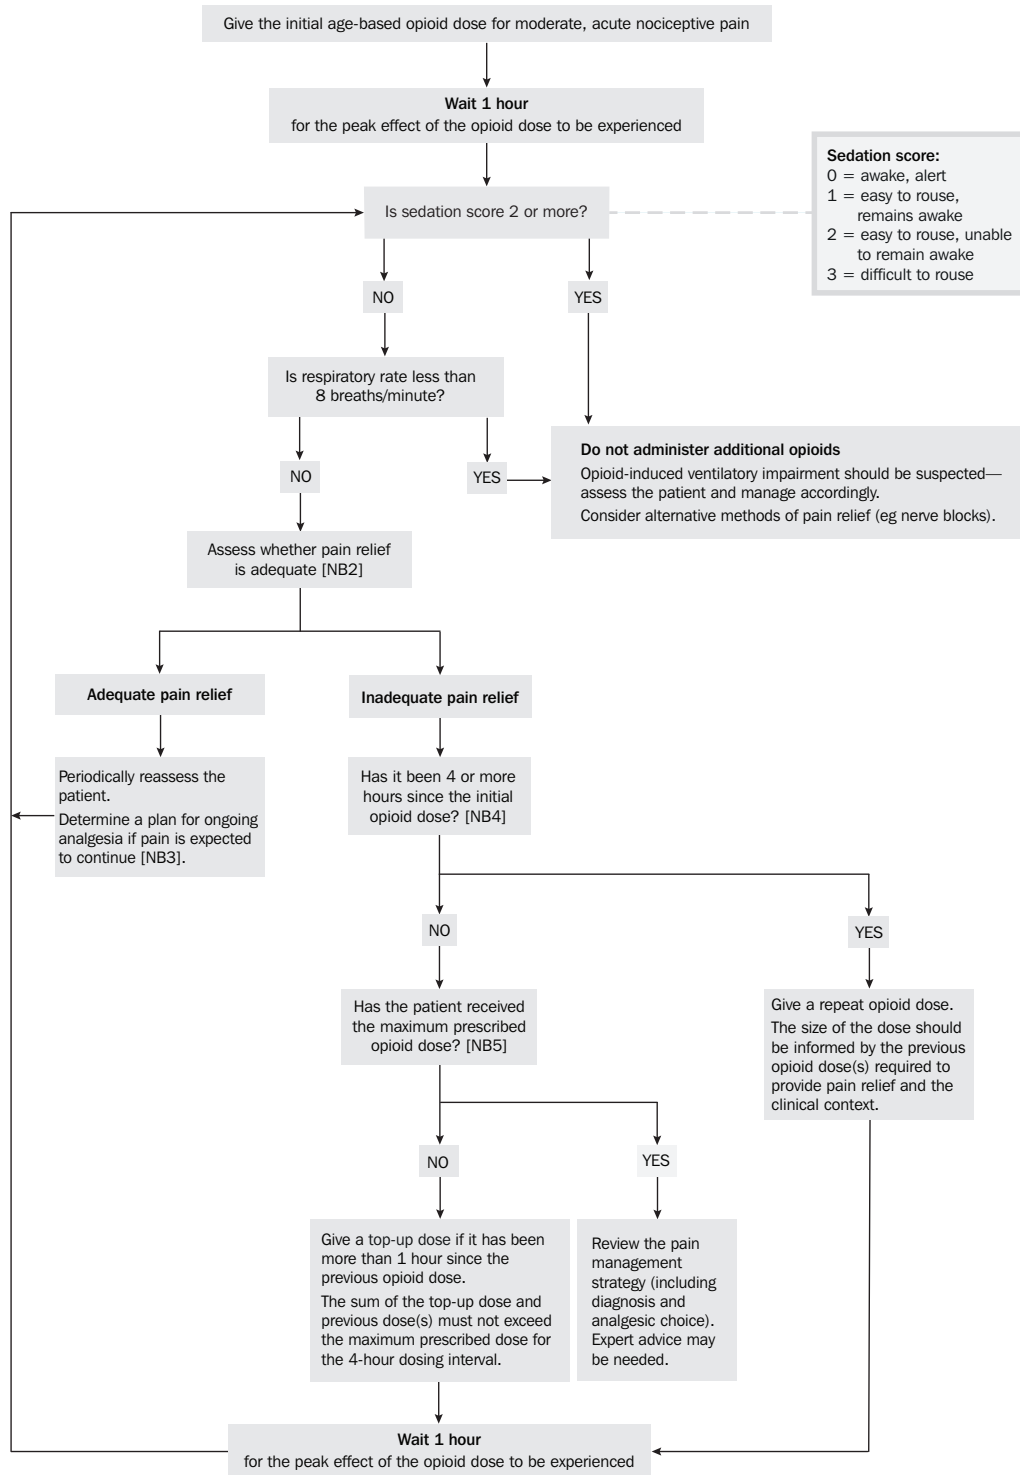 Give the initial age-based opioid dose for moderate, acute nociceptive pain
Wait 1 hour
for the peak effect of the opioid dose to be experienced
Sedation score:
0 = awake, alert
1 = easy to rouse,
remains awake
2 = easy to rouse, unable
to remain awake
3 = difficult to rouse
Is sedation score 2 or more?
NO
YES
Is respiratory rate less than
8 breaths/minute?
NO
YES
Do not administer additional opioids
Opioid-induced ventilatory impairment should be suspected—
assess the patient and manage accordingly.
Consider alternative methods of pain relief (eg nerve blocks).
Assess whether pain relief
is adequate [NB2]
Adequate pain relief
Inadequate pain relief
Periodically reassess the
patient.
Determine a plan for ongoing
analgesia if pain is expected
to continue [NB3].
Has it been 4 or more
hours since the initial
opioid dose? [NB4]
NO
YES
Has the patient received
the maximum prescribed
opioid dose? [NB5]
Give a repeat opioid dose.
The size of the dose should
be informed by the previous
opioid dose(s) required to
provide pain relief and the
clinical context.
NO
YES
Give a top-up dose if it has been
more than 1 hour since the
previous opioid dose.
The sum of the top-up dose and
previous dose(s) must not exceed
the maximum prescribed dose for
the 4-hour dosing interval.
Review the pain
management
strategy (including
diagnosis and
analgesic choice).
Expert advice may
be needed.
Wait 1 hour
for the peak effect of the opioid dose to be experienced